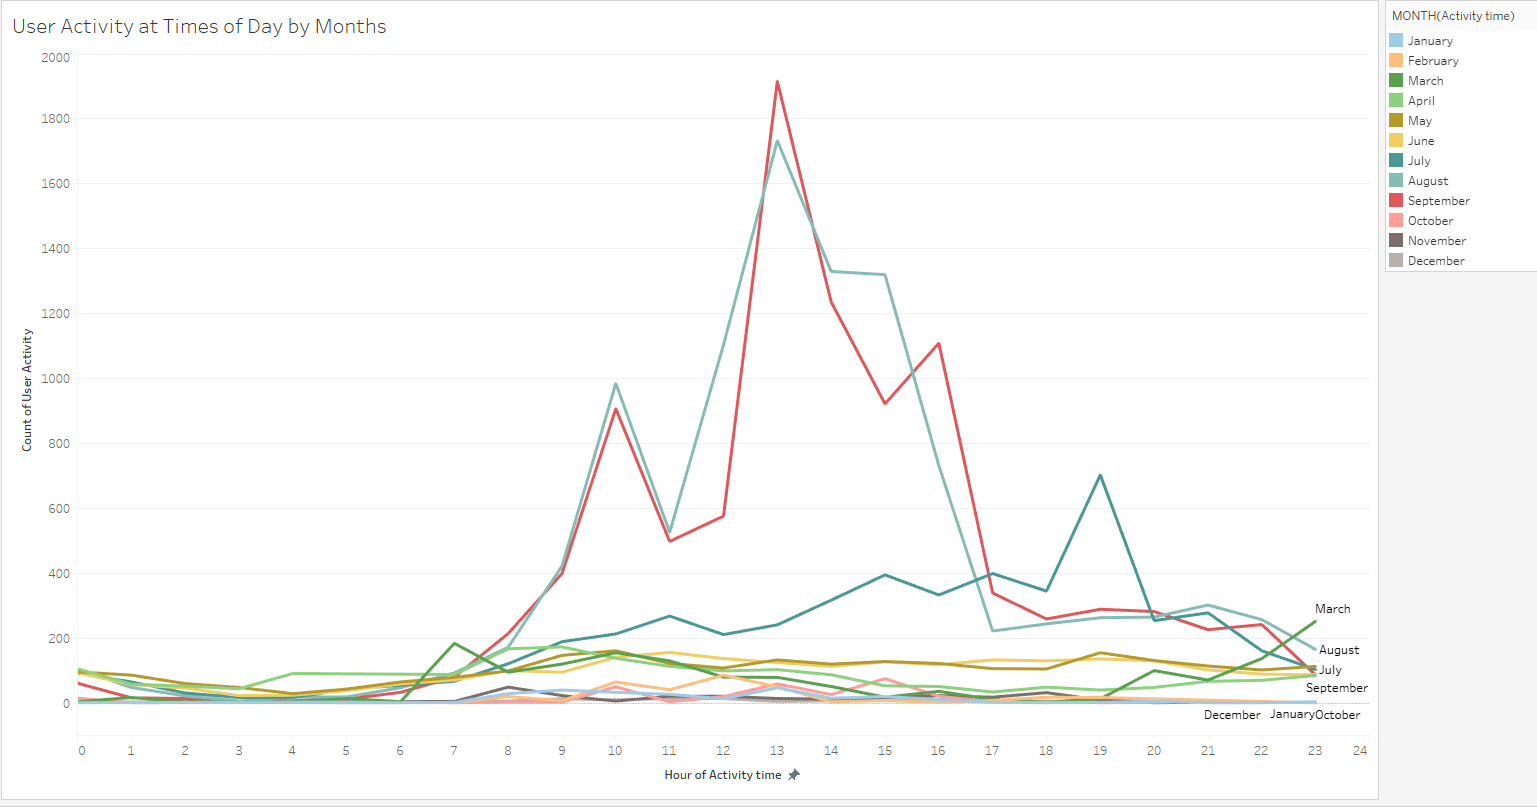 User Activity at Times of Day by Months
MONTH(Activity time)
January
February
March
April
May
June
July
August
September
October
November
December
Count of User Activity
2000
1800
1600
1400
1200
1000
800
600
400
200
0
March
August
July
September
December JanuaryOctober
0 1 2 3 4 5 6 7 8 9 10 11 12 13 14 15 16 17 18 19 20 21 22 23 24
Hour of Activity time